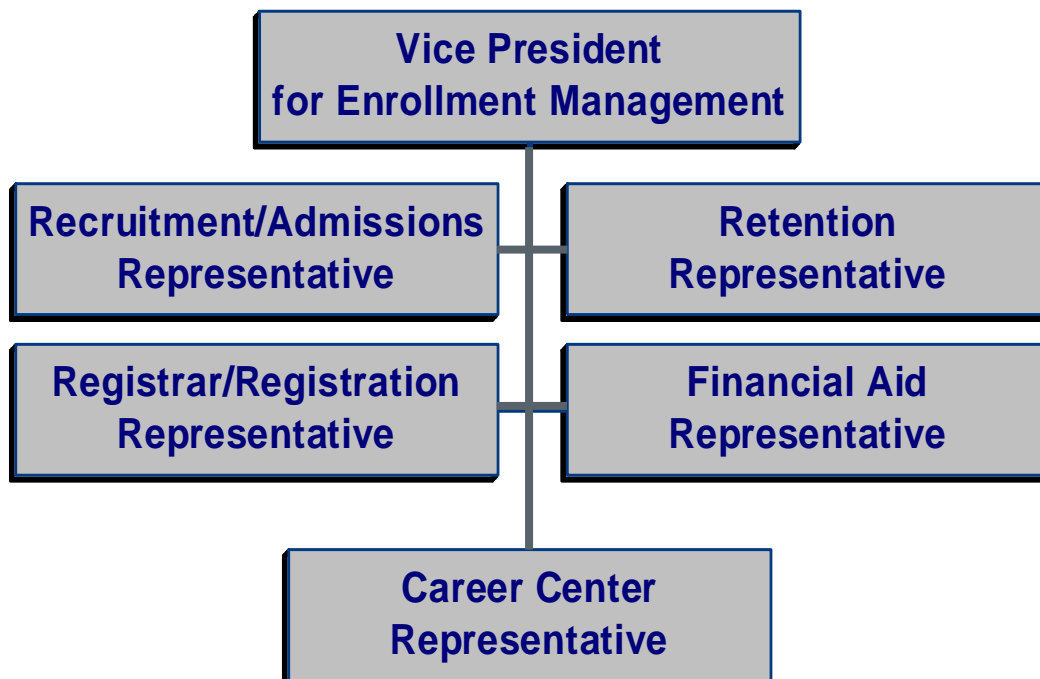 Vice President
for Enrollment Management
Recruitment/Admissions
Representative
Retention
Representative
Registrar/Registration
Representative
Financial Aid
Representative
Career Center
Representative